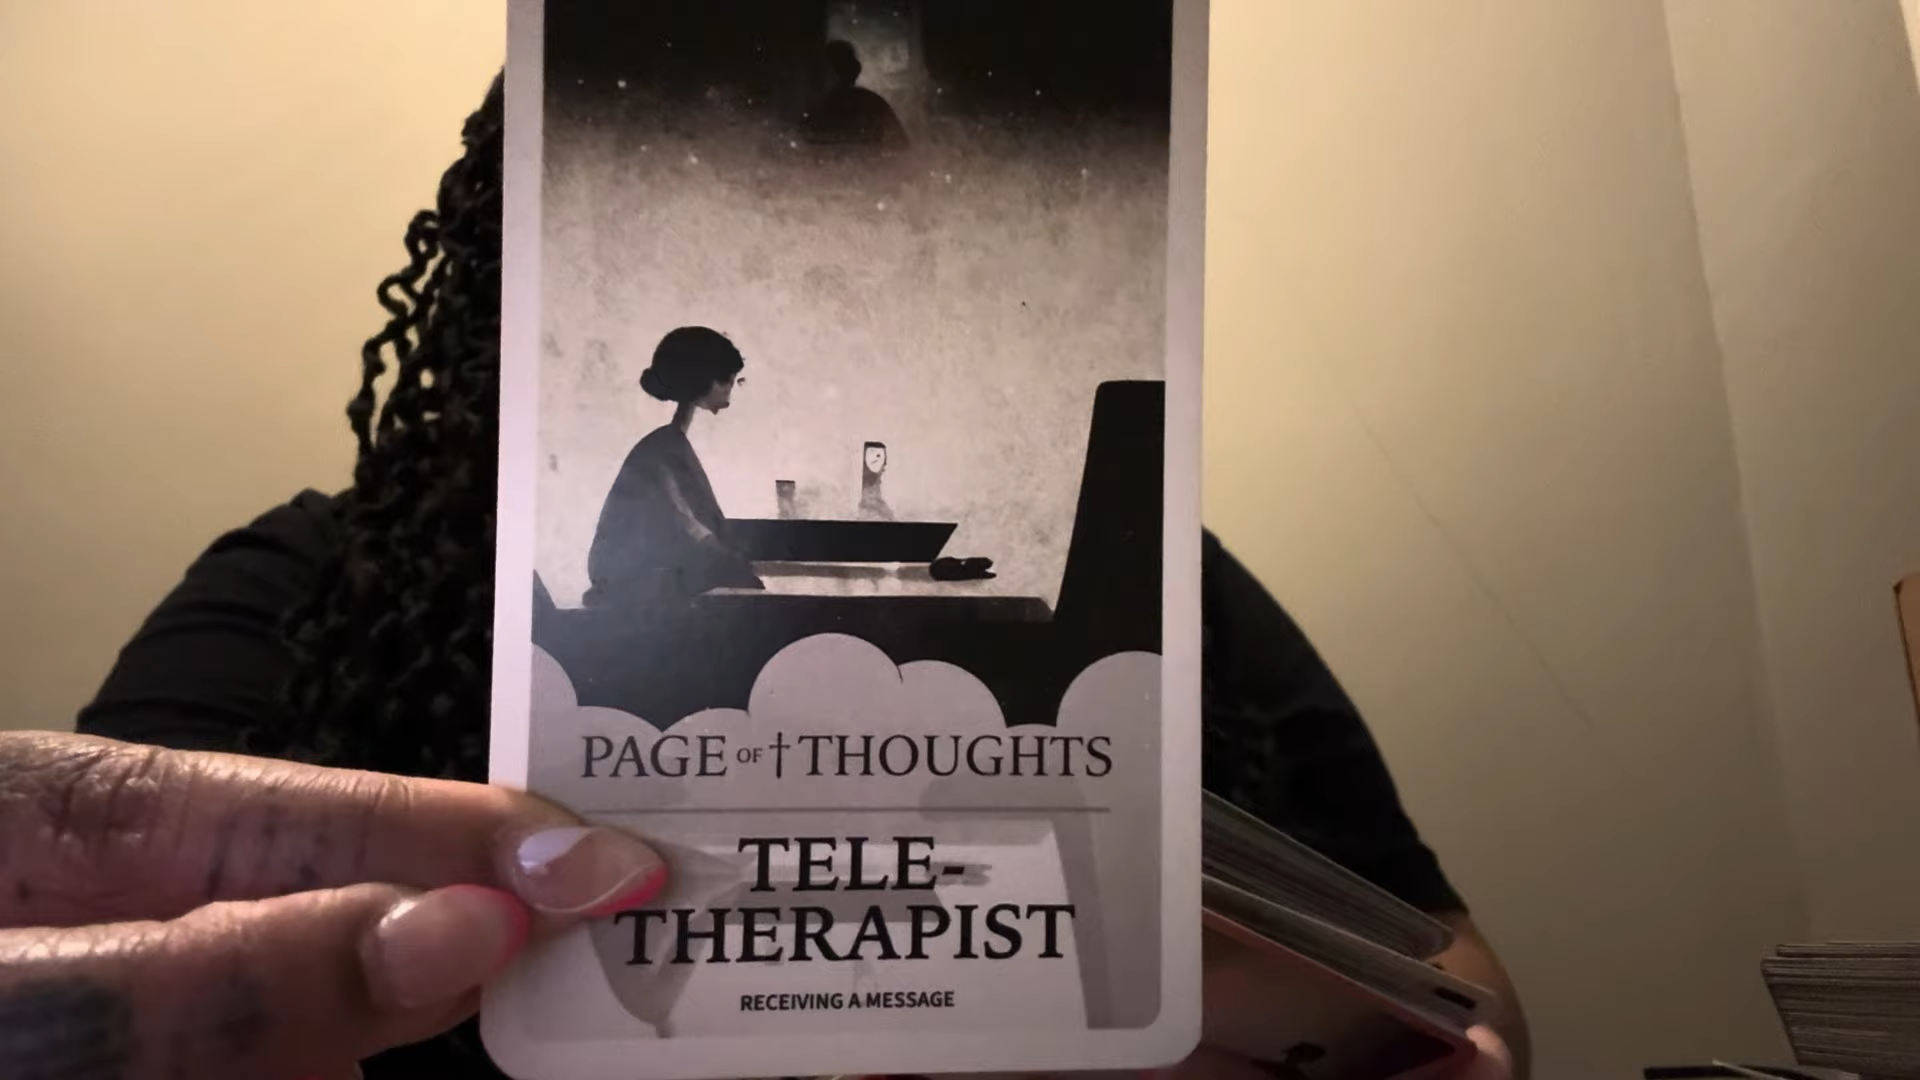 PAGE OF † THOUGHTS
TELE-
THERAPIST
RECEIVING A MESSAGE